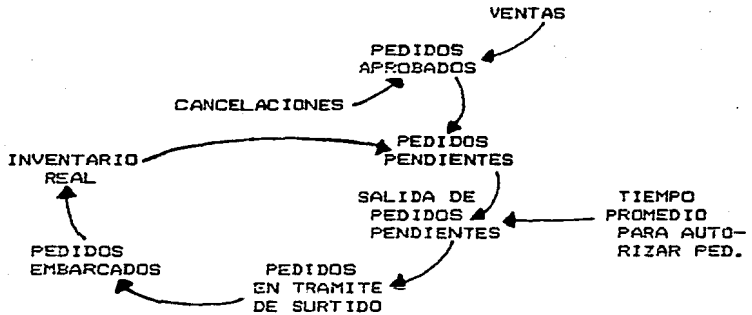 VENTAS
PEDIDOS
APROBADOS
CANCELACIONES
PEDIDOS
PENDIENTES
INVENTARIO
REAL
SALIDA DE
PEDIDOS
PENDIENTES
TIEMPO
PROMEDIO
PARA AUTO-
RIZAR PED.
PEDIDOS
EMBARCADOS
PEDIDOS
EN TRAMITE
DE SURTIDO